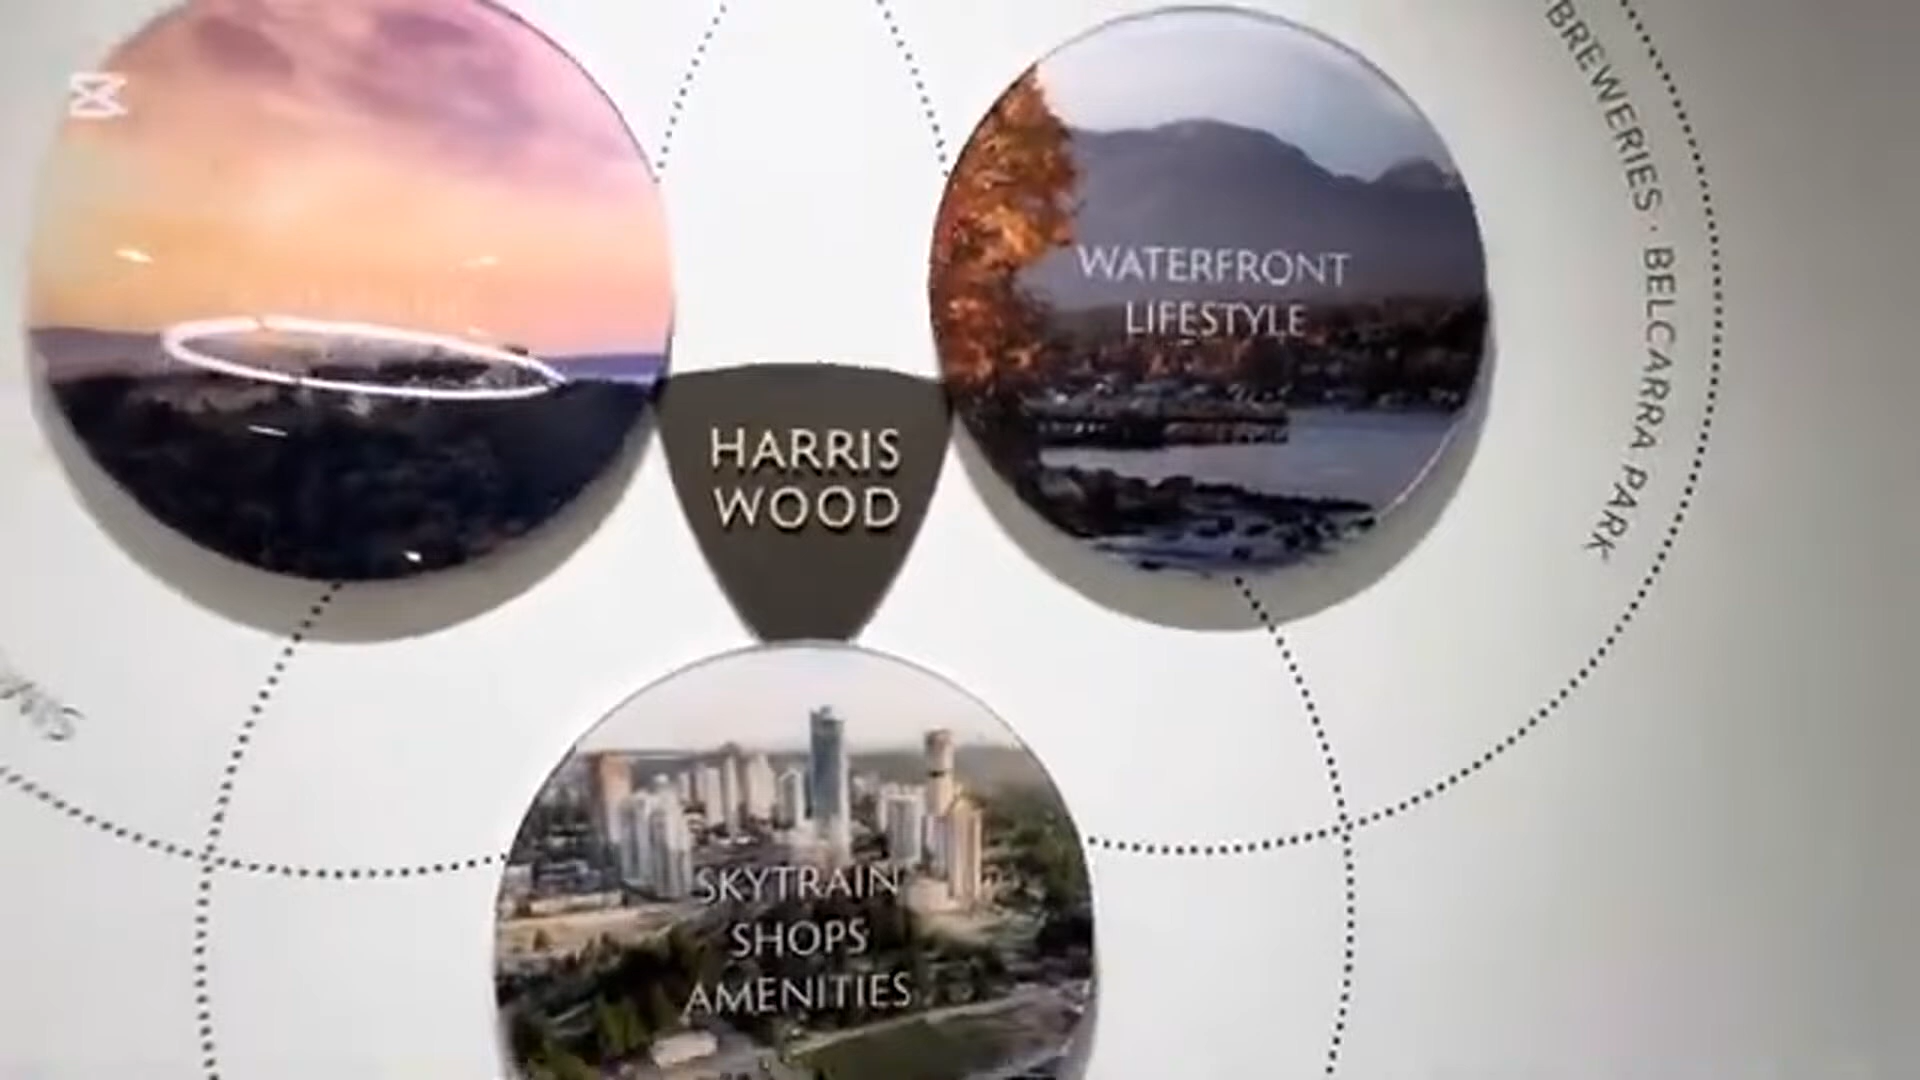 WATERFRONT
LIFESTYLE
BREWERIES · BELCARRA PARK
HARRIS
WOOD
SKYTRAIN
SHOPS
AMENITIES